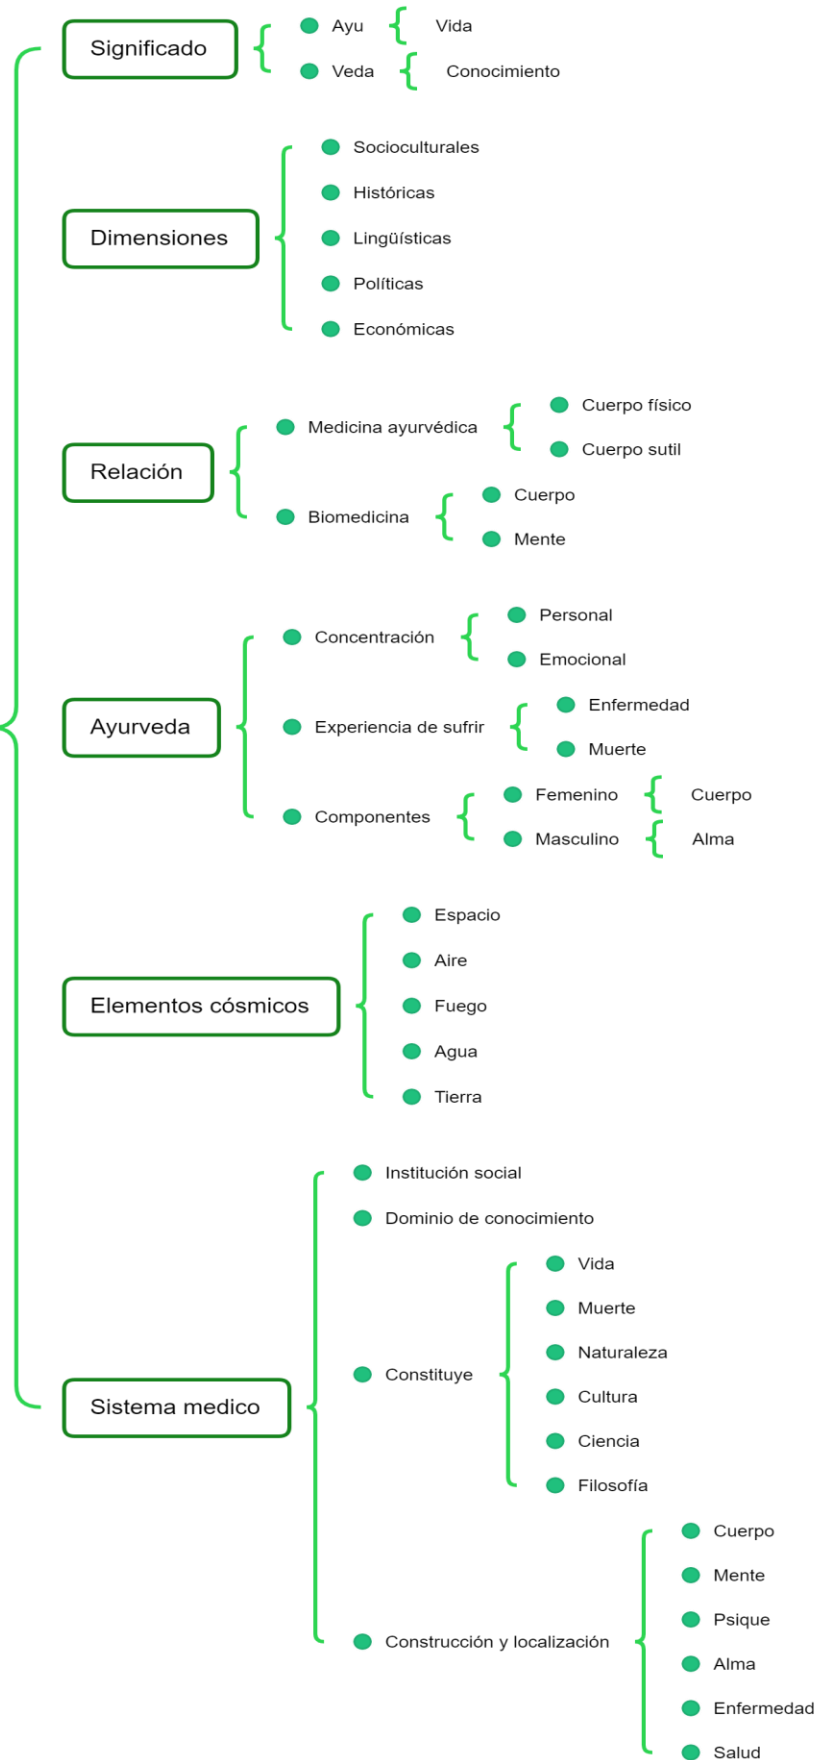 Significado
Ayu
Vida
Veda
Conocimiento
Dimensiones
Socioculturales
Históricas
Lingüísticas
Políticas
Económicas
Relación
Medicina ayurvédica
Cuerpo físico
Cuerpo sutil
Biomedicina
Cuerpo
Mente
Ayurveda
Concentración
Personal
Emocional
Experiencia de sufrir
Enfermedad
Muerte
Componentes
Femenino
Cuerpo
Masculino
Alma
Elementos cósmicos
Espacio
Aire
Fuego
Agua
Tierra
Sistema medico
Institución social
Dominio de conocimiento
Constituye
Vida
Muerte
Naturaleza
Cultura
Ciencia
Filosofía
Construcción y localización
Cuerpo
Mente
Psique
Alma
Enfermedad
Salud